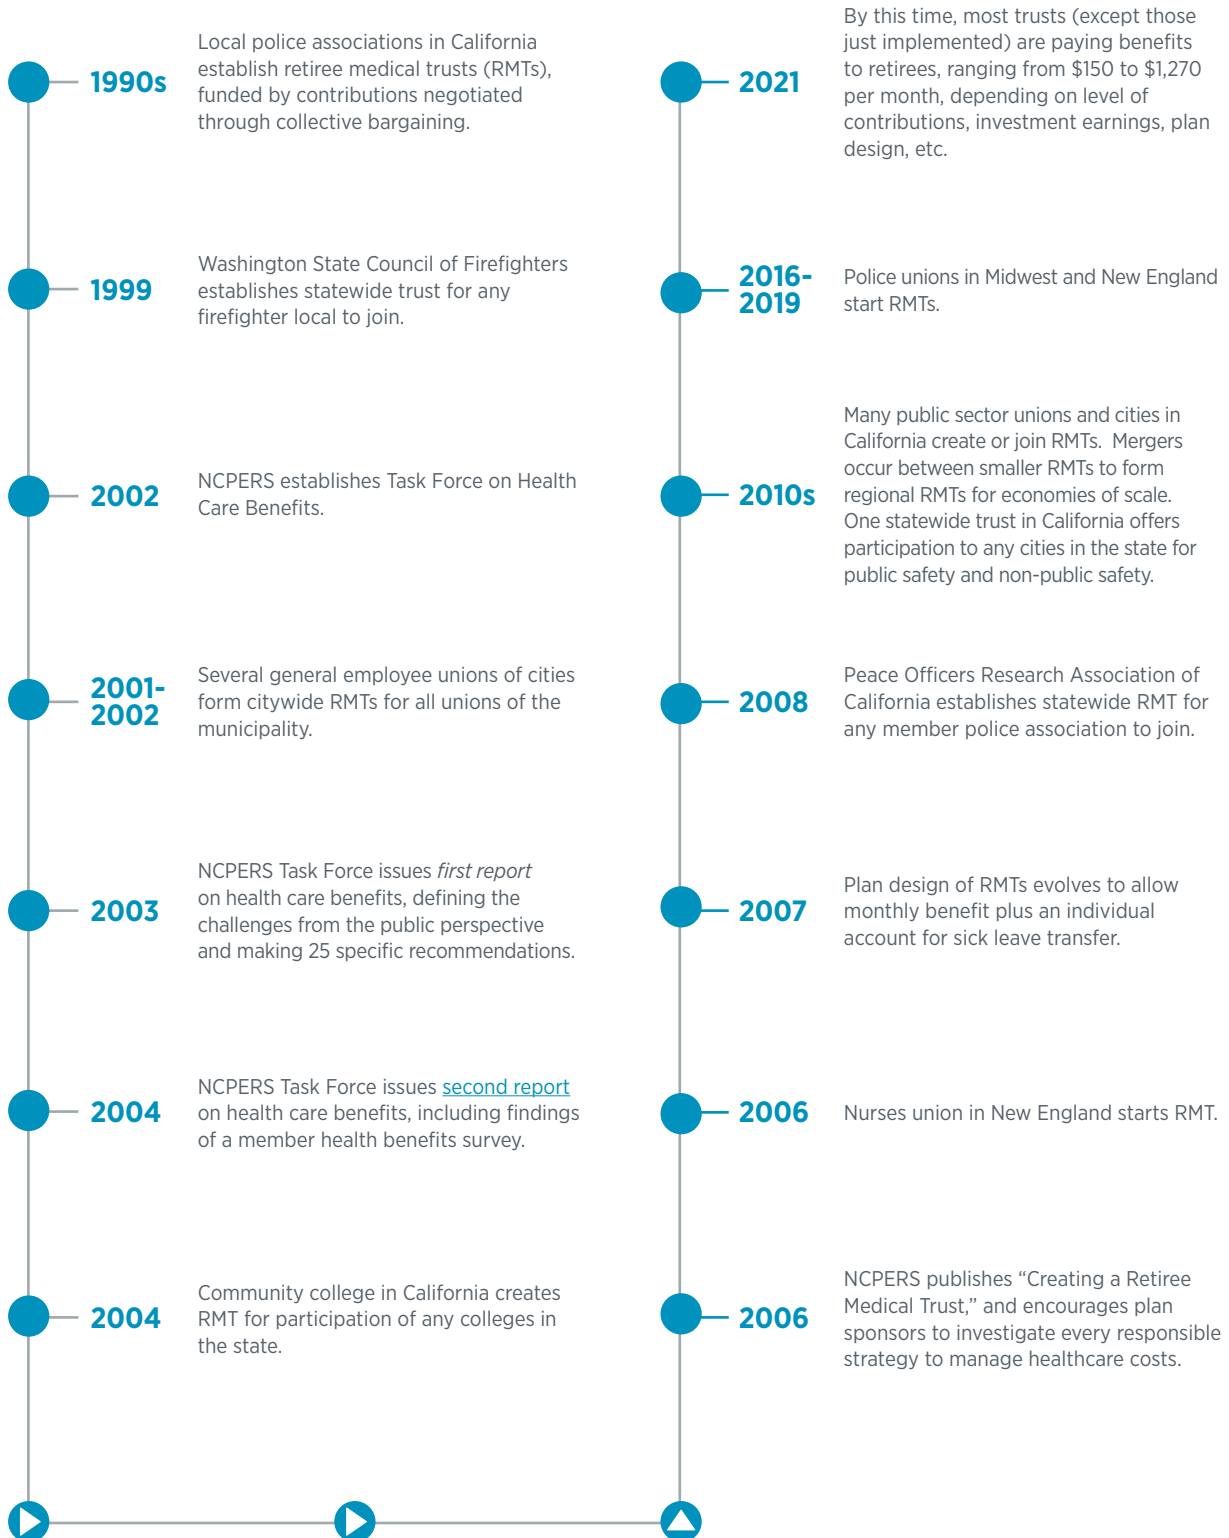 1990s
Local police associations in California
establish retiree medical trusts (RMTs),
funded by contributions negotiated
through collective bargaining.
1999
Washington State Council of Firefighters
establishes statewide trust for any
firefighter local to join.
2002
NCPERS establishes Task Force on Health
Care Benefits.
2001-
2002
Several general employee unions of cities
form citywide RMTs for all unions of the
municipality.
2003
NCPERS Task Force issues first report
on health care benefits, defining the
challenges from the public perspective
and making 25 specific recommendations.
2004
NCPERS Task Force issues second report
on health care benefits, including findings
of a member health benefits survey.
2004
Community college in California creates
RMT for participation of any colleges in
the state.
2006
NCPERS publishes “Creating a Retiree
Medical Trust,” and encourages plan
sponsors to investigate every responsible
strategy to manage healthcare costs.
2006
Nurses union in New England starts RMT.
2007
Plan design of RMTs evolves to allow
monthly benefit plus an individual
account for sick leave transfer.
2008
Peace Officers Research Association of
California establishes statewide RMT for
any member police association to join.
2010s
Many public sector unions and cities in
California create or join RMTs.  Mergers
occur between smaller RMTs to form
regional RMTs for economies of scale.
One statewide trust in California offers
participation to any cities in the state for
public safety and non-public safety.
2016-
2019
Police unions in Midwest and New England
start RMTs.
2021
By this time, most trusts (except those
just implemented) are paying benefits
to retirees, ranging from $150 to $1,270
per month, depending on level of
contributions, investment earnings, plan
design, etc.